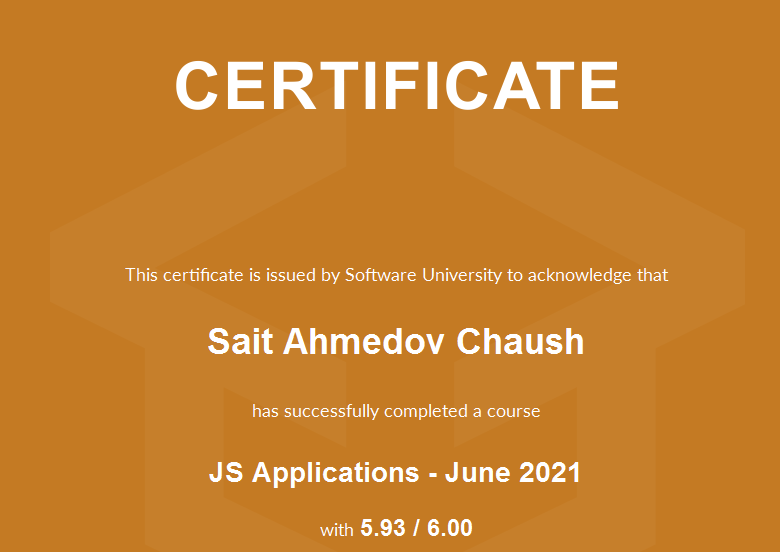 CERTIFICATE
This certificate is issued by Software University to acknowledge that
Sait Ahmedov Chaush
has successfully completed a course
JS Applications - June 2021
with 5.93 / 6.00